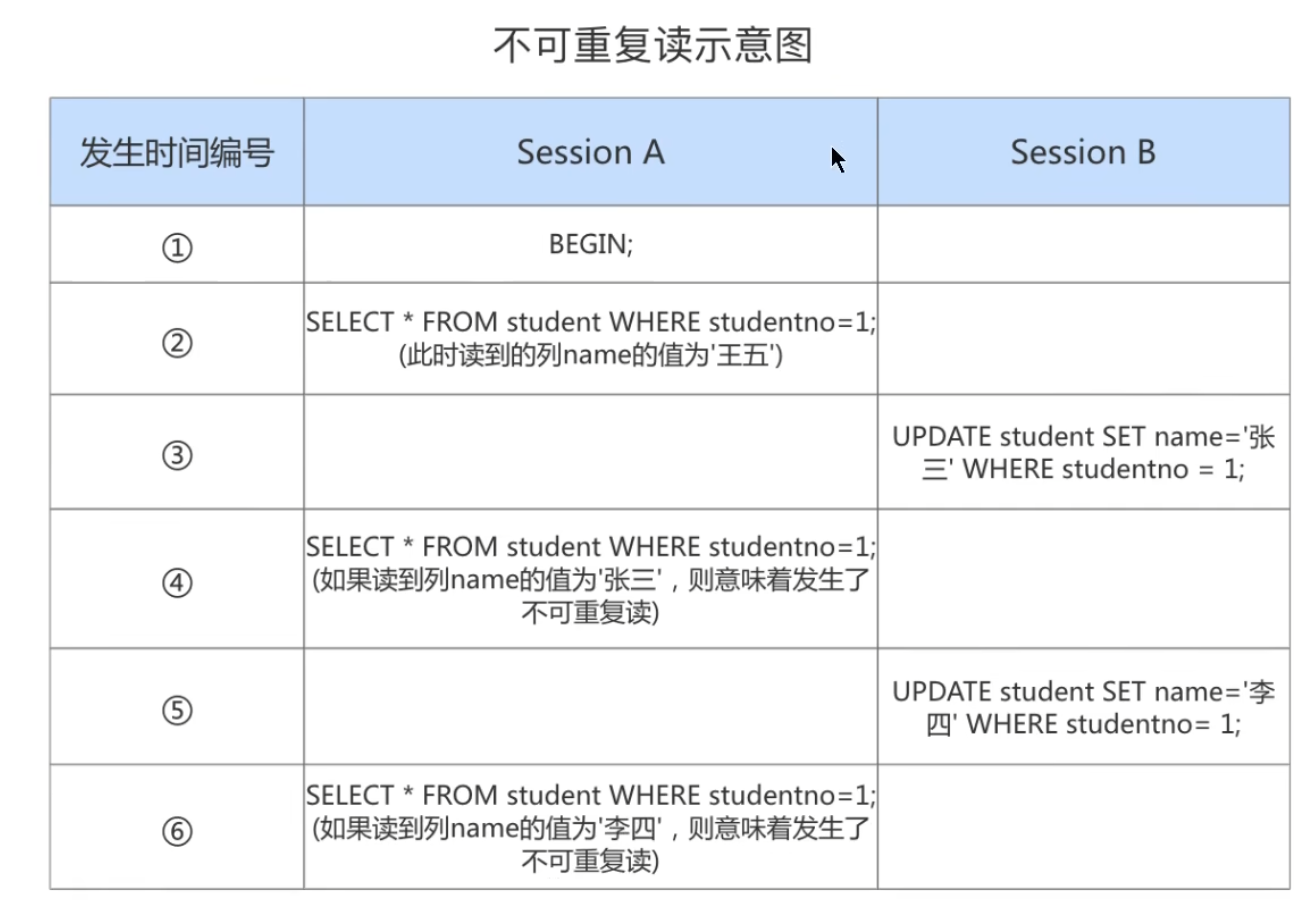 不可重复读示意图
发生时间编号
Session A
Session B
①
BEGIN;
②
SELECT * FROM student WHERE studentno=1;
(此时读到的列name的值为'王五')
③
UPDATE student SET name='张
三' WHERE studentno = 1;
④
SELECT * FROM student WHERE studentno=1;
(如果读到列name的值为'张三'，则意味着发生了
不可重复读)
⑤
UPDATE student SET name='李
四' WHERE studentno= 1;
⑥
SELECT * FROM student WHERE studentno=1;
(如果读到列name的值为'李四'，则意味着发生了
不可重复读)